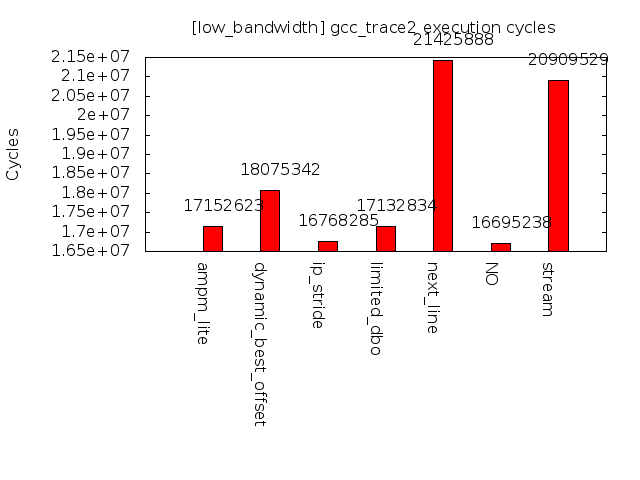 [low_bandwidth] gcc_trace2 execution cycles
Cycles
2.15e+07
2.1e+07
2.05e+07
2e+07
1.95e+07
1.9e+07
1.85e+07
1.8e+07
1.75e+07
1.7e+07
1.65e+07
17152623
18075342
16768285
17132834
21425888
16695238
20909529
ampm_lite
dynamic_best_offset
ip_stride
limited_dbo
next_line
NO
stream